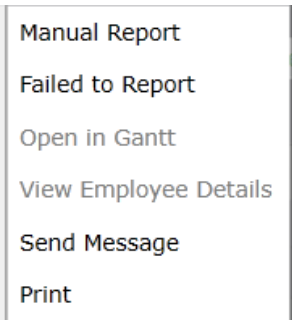 Manual Report
Failed to Report
Open in Gantt
View Employee Details
Send Message
Print